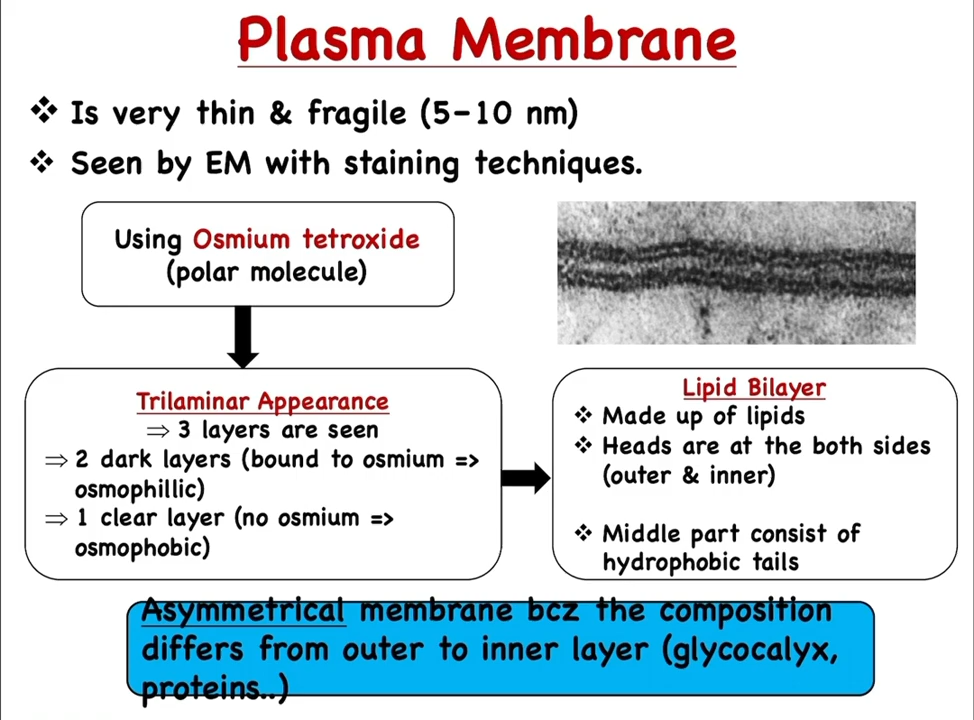 Plasma Membrane
❖ Is very thin & fragile (5-10 nm)
❖ Seen by EM with staining techniques.
Using Osmium tetroxide
(polar molecule)
Trilaminar Appearance
⇒ 3 layers are seen
⇒ 2 dark layers (bound to osmium =>
osmophillic)
⇒ 1 clear layer (no osmium =>
osmophobic)
Lipid Bilayer
❖ Made up of lipids
❖ Heads are at the both sides
(outer & inner)
❖ Middle part consist of
hydrophobic tails
Asymmetrical membrane bcz the composition
differs from outer to inner layer (glycocalyx,
proteins..)